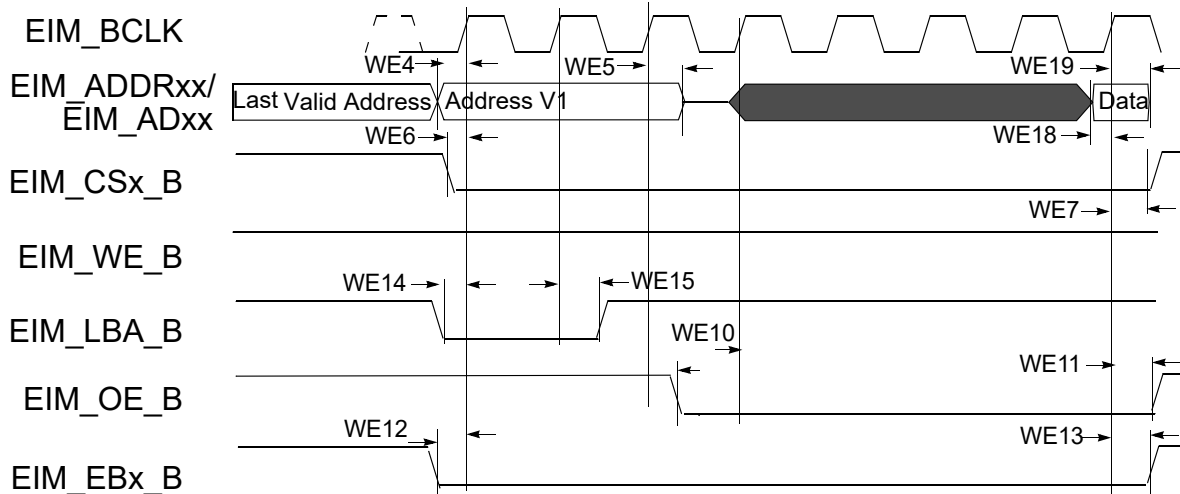 EIM_BCLK
WE4
WE5
WE19
EIM_ADDRxx/
EIM_ADxx
Last Valid Address
Address V1
Data
WE6
WE18
EIM_CSx_B
WE7
EIM_WE_B
WE14
WE15
EIM_LBA_B
WE10
WE11
EIM_OE_B
WE12
WE13
EIM_EBx_B